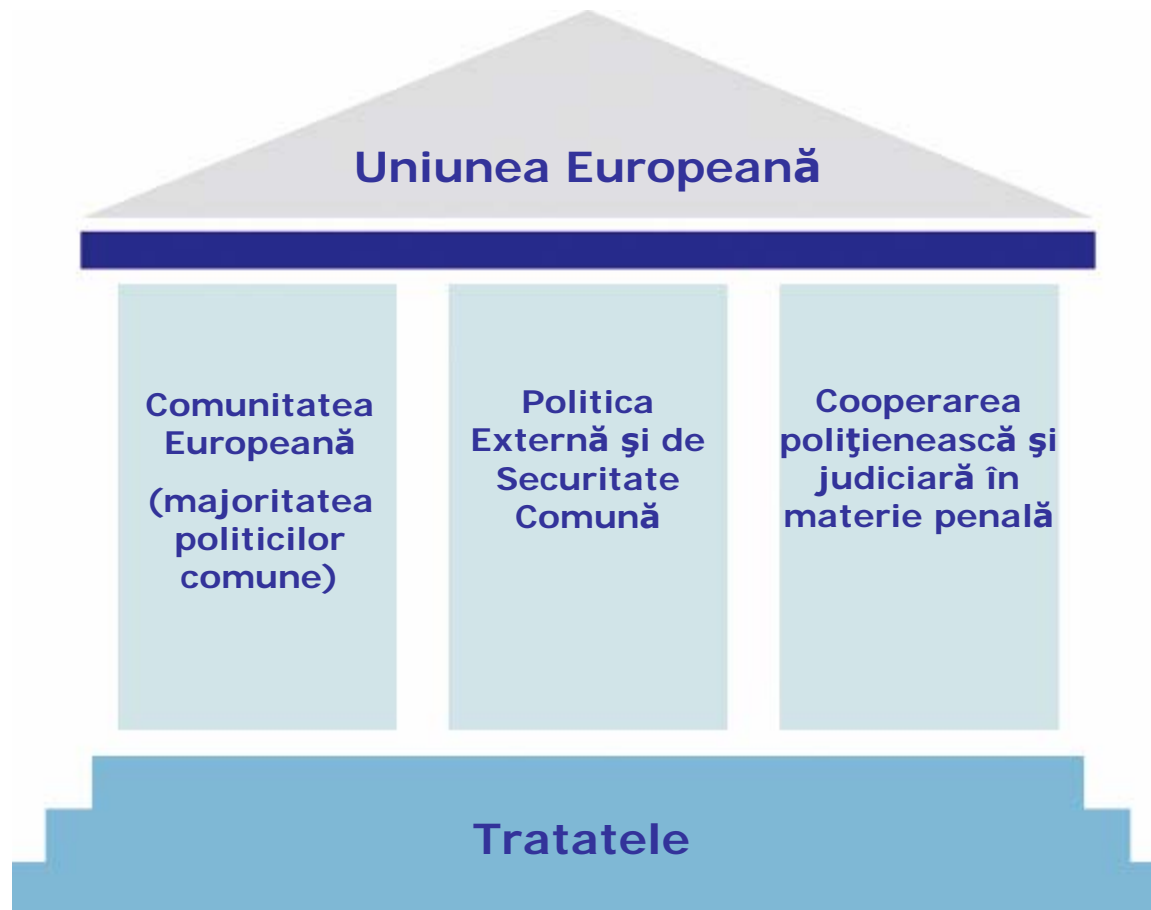 Uniunea Europeană
Comunitatea
Europeană
(majoritatea
politicilor
comune)
Politica
Externă şi de
Securitate
Comună
Cooperarea
poliţienească şi
judiciară în
materie penală
Tratatele